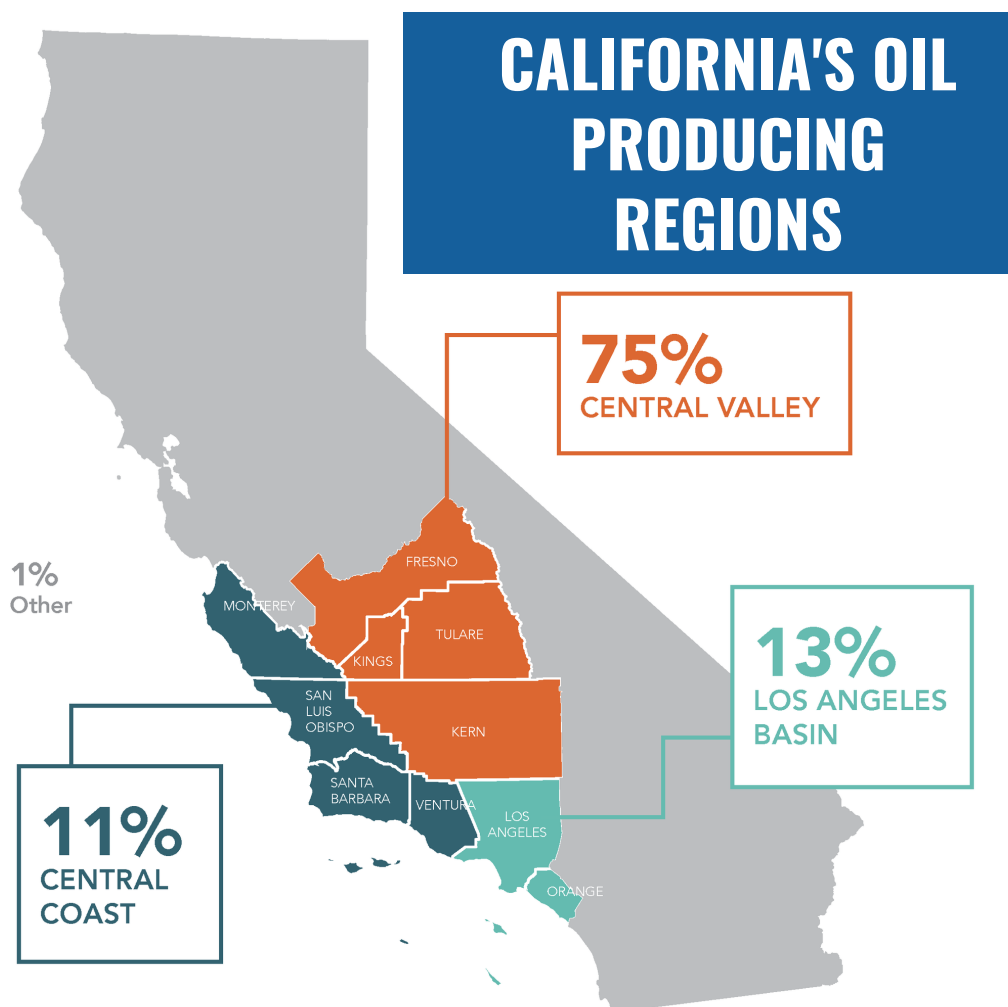 CALIFORNIA'S OIL
PRODUCING
REGIONS
75%
CENTRAL VALLEY
FRESNO
1%
Other
MONTEREY
TULARE
KINGS
13%
LOS ANGELES
BASIN
SAN
LUIS
OBISPO
KERN
SANTA
BARBARA
VENTURA
LOS
ANGELES
11%
CENTRAL
COAST
ORANGE